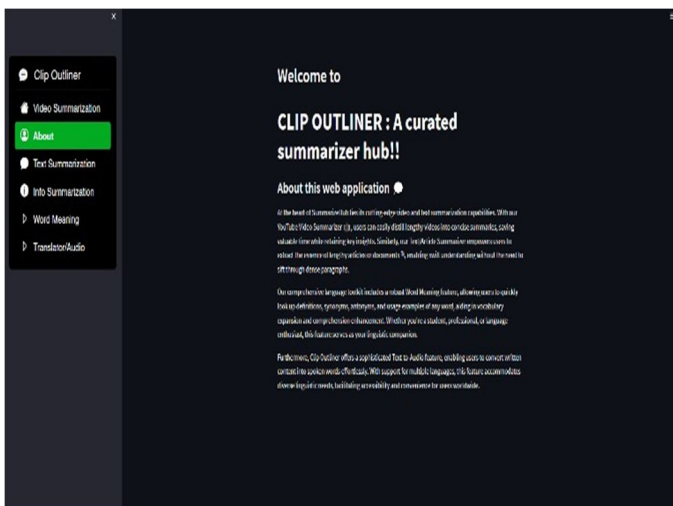 x
Clip Outliner
Video Summarization
About
Text Summarization
Info Summarization
Word Meaning
Translator/Audio
Welcome to
CLIP OUTLINER : A curated
summarizer hub!!
About this web application
At the heart of SummarizeHub lies its cutting-edge video and text summarization capabilities. With our
YouTube Video Summarizer, users can easily distill lengthy videos into concise summaries, saving
valuable time while retaining key insights. Similarly, our Text/Article Summarizer empowers users to
extract the essence of lengthy articles or documents, enabling swift understanding without the need to
sift through dense paragraphs.
Our comprehensive language toolkit includes a robust Word Meaning feature, allowing users to quickly
look up definitions, synonyms, antonyms, and usage examples of any word, aiding in vocabulary
expansion and comprehension enhancement. Whether you're a student, professional, or language
enthusiast, this feature serves as your linguistic companion.
Furthermore, Clip Outliner offers a sophisticated Text-to-Audio feature, enabling users to convert written
content into spoken words effortlessly. With support for multiple languages, this feature accommodates
diverse linguistic needs, facilitating accessibility and convenience for users worldwide.